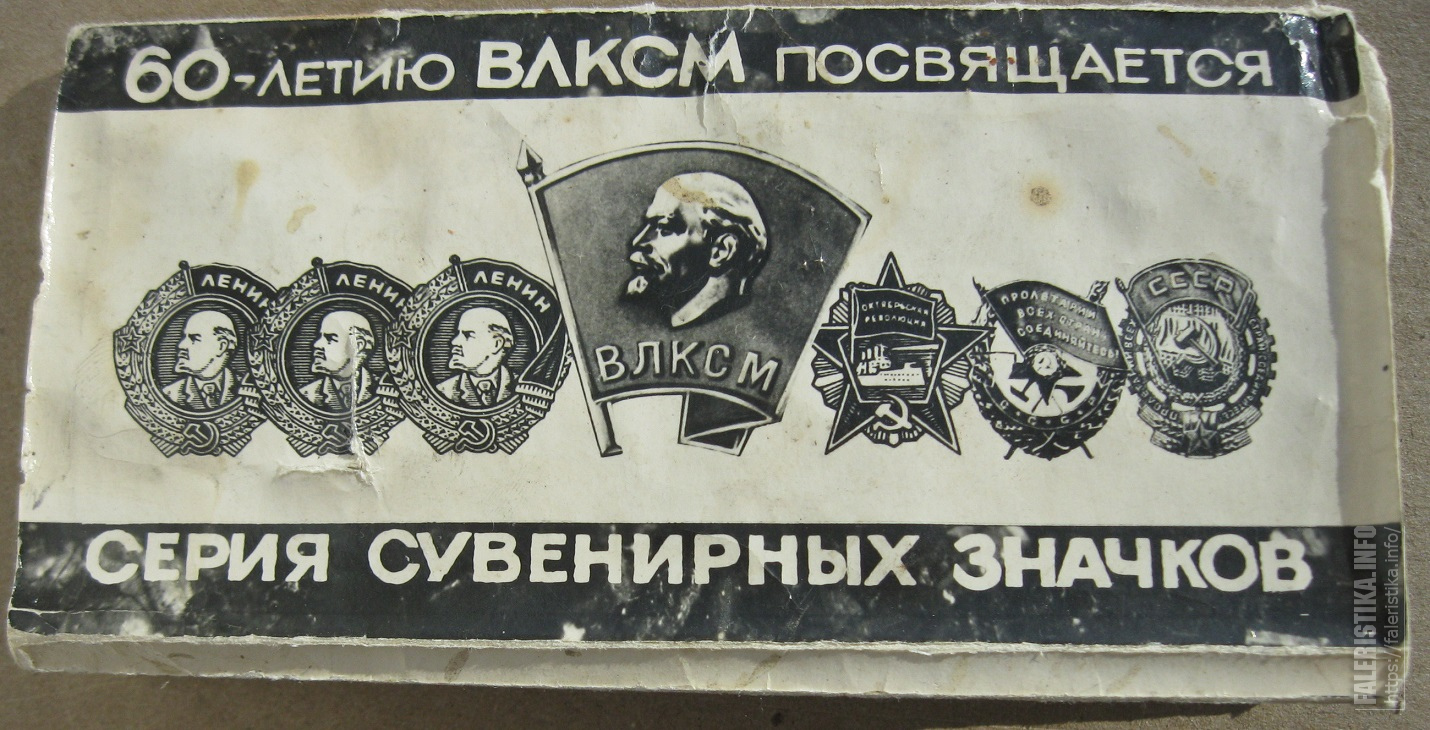 60-ЛЕТИЮ ВЛКСМ ПОСВЯЩАЕТСЯ
ЛЕНИН
ЛЕНИН
ЛЕНИН
ВЛКСМ
ОКТЯБРЬСКАЯ
РЕВОЛЮЦИЯ
ПРОЛЕТАРИИ
ВСЕХ СТРАН
СОЕДИНЯЙТЕСЬ
СССР
СЕРИЯ СУВЕНИРНЫХ ЗНАЧКОВ
FALERISTIKA.INFO
https://faleristika.info/